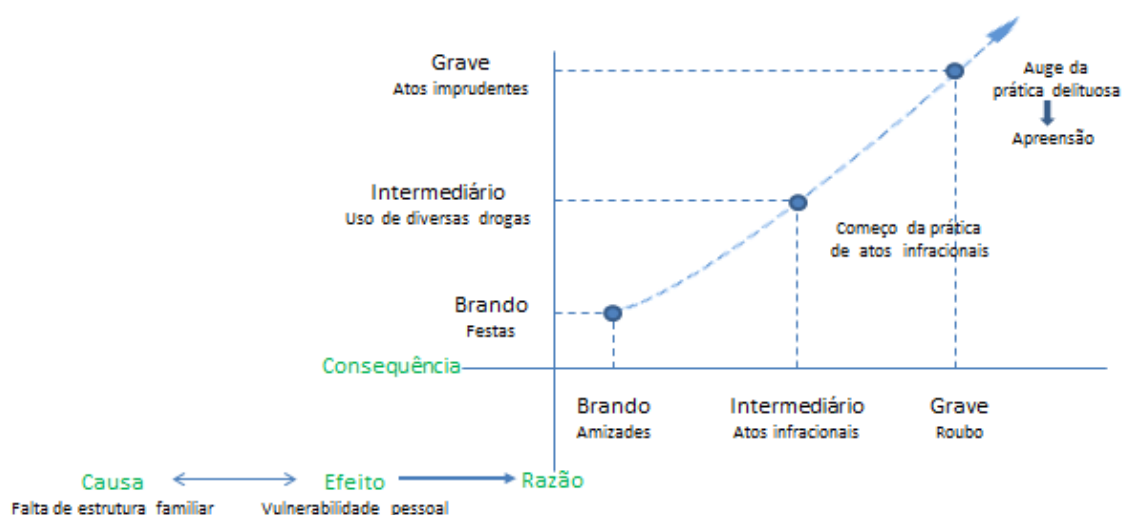 Grave
Atos imprudentes
Auge da
prática delituosa
Apreensão
Intermediário
Uso de diversas drogas
Começo da prática
de atos infracionais
Brando
Festas
Consequência
Brando
Amizades
Intermediário
Atos infracionais
Grave
Roubo
Causa
Falta de estrutura familiar
Efeito
Vulnerabilidade pessoal
Razão